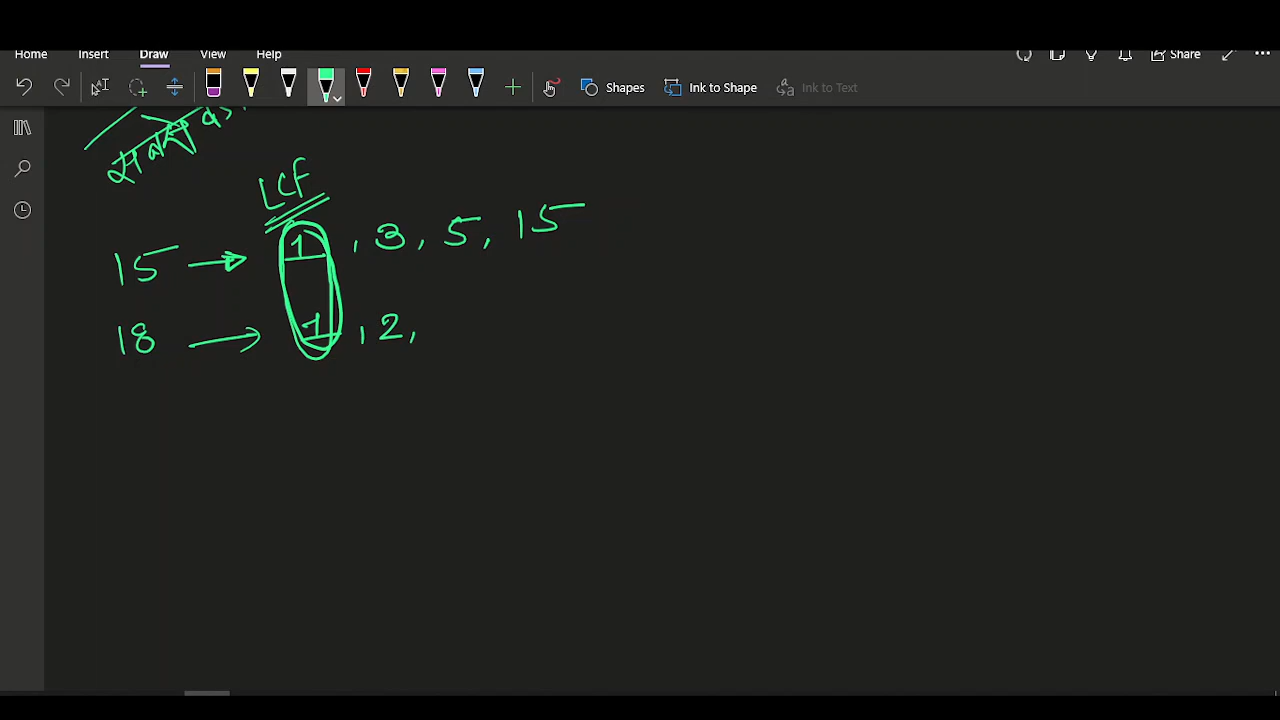 Home Insert Draw View Help Share
Shapes Ink to Shape Ink to Text
LCF
15 → 1, 3, 5, 15
18 → 1, 2,